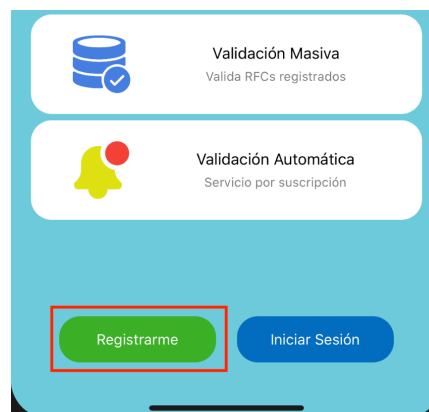 Validación Masiva
Valida RFCs registrados
Validación Automática
Servicio por suscripción
Registrarme
Iniciar Sesión